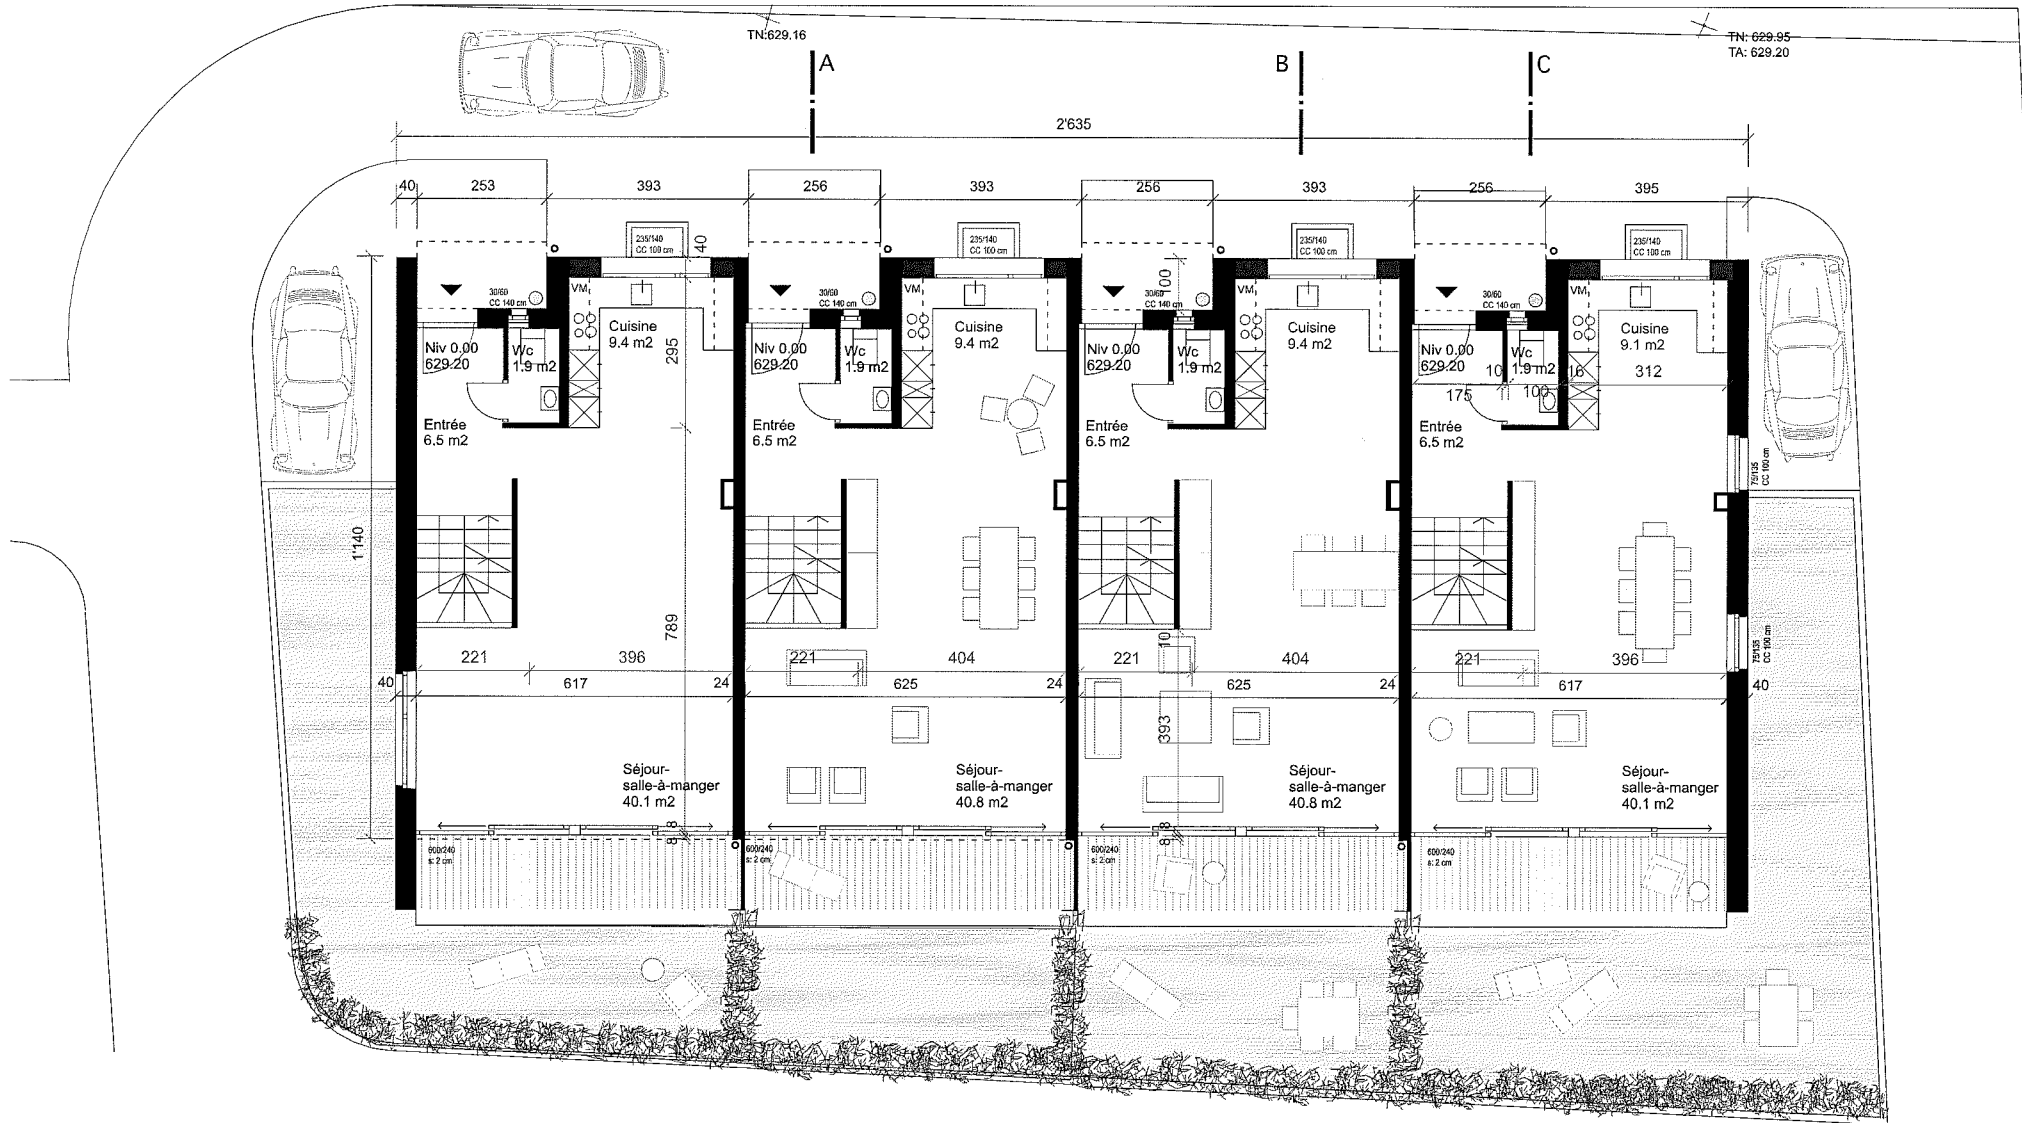 TN:629.16
TN: 629.95
TA: 629.20
A
B
C
2'635
40
253
393
256
393
256
393
256
395
235/140
CC 100 cm
40
235/140
CC 100 cm
235/140
CC 100 cm
235/140
CC 100 cm
100
VM
VM
VM
VM
30/60
CC 140 cm
30/60
CC 140 cm
30/60
CC 140 cm
30/60
CC 140 cm
Cuisine
9.4 m2
Cuisine
9.4 m2
Cuisine
9.4 m2
Cuisine
9.1 m2
Niv 0.00
629.20
Wc
1.9 m2
Niv 0.00
629.20
Wc
1.9 m2
Niv 0.00
629.20
Wc
1.9 m2
Niv 0.00
629.20
Wc
1.9 m2
295
10
16
312
175
100
Entrée
6.5 m2
Entrée
6.5 m2
Entrée
6.5 m2
Entrée
6.5 m2
75/135
CC 100 cm
1'140
789
10
75/135
CC 100 cm
221
396
221
404
221
404
221
396
40
617
24
625
24
625
24
617
40
393
Séjour-
salle-à-manger
40.1 m2
Séjour-
salle-à-manger
40.8 m2
Séjour-
salle-à-manger
40.8 m2
Séjour-
salle-à-manger
40.1 m2
8
8
8
8
600/240
s: 2 cm
600/240
s: 2 cm
600/240
s: 2 cm
600/240
s: 2 cm